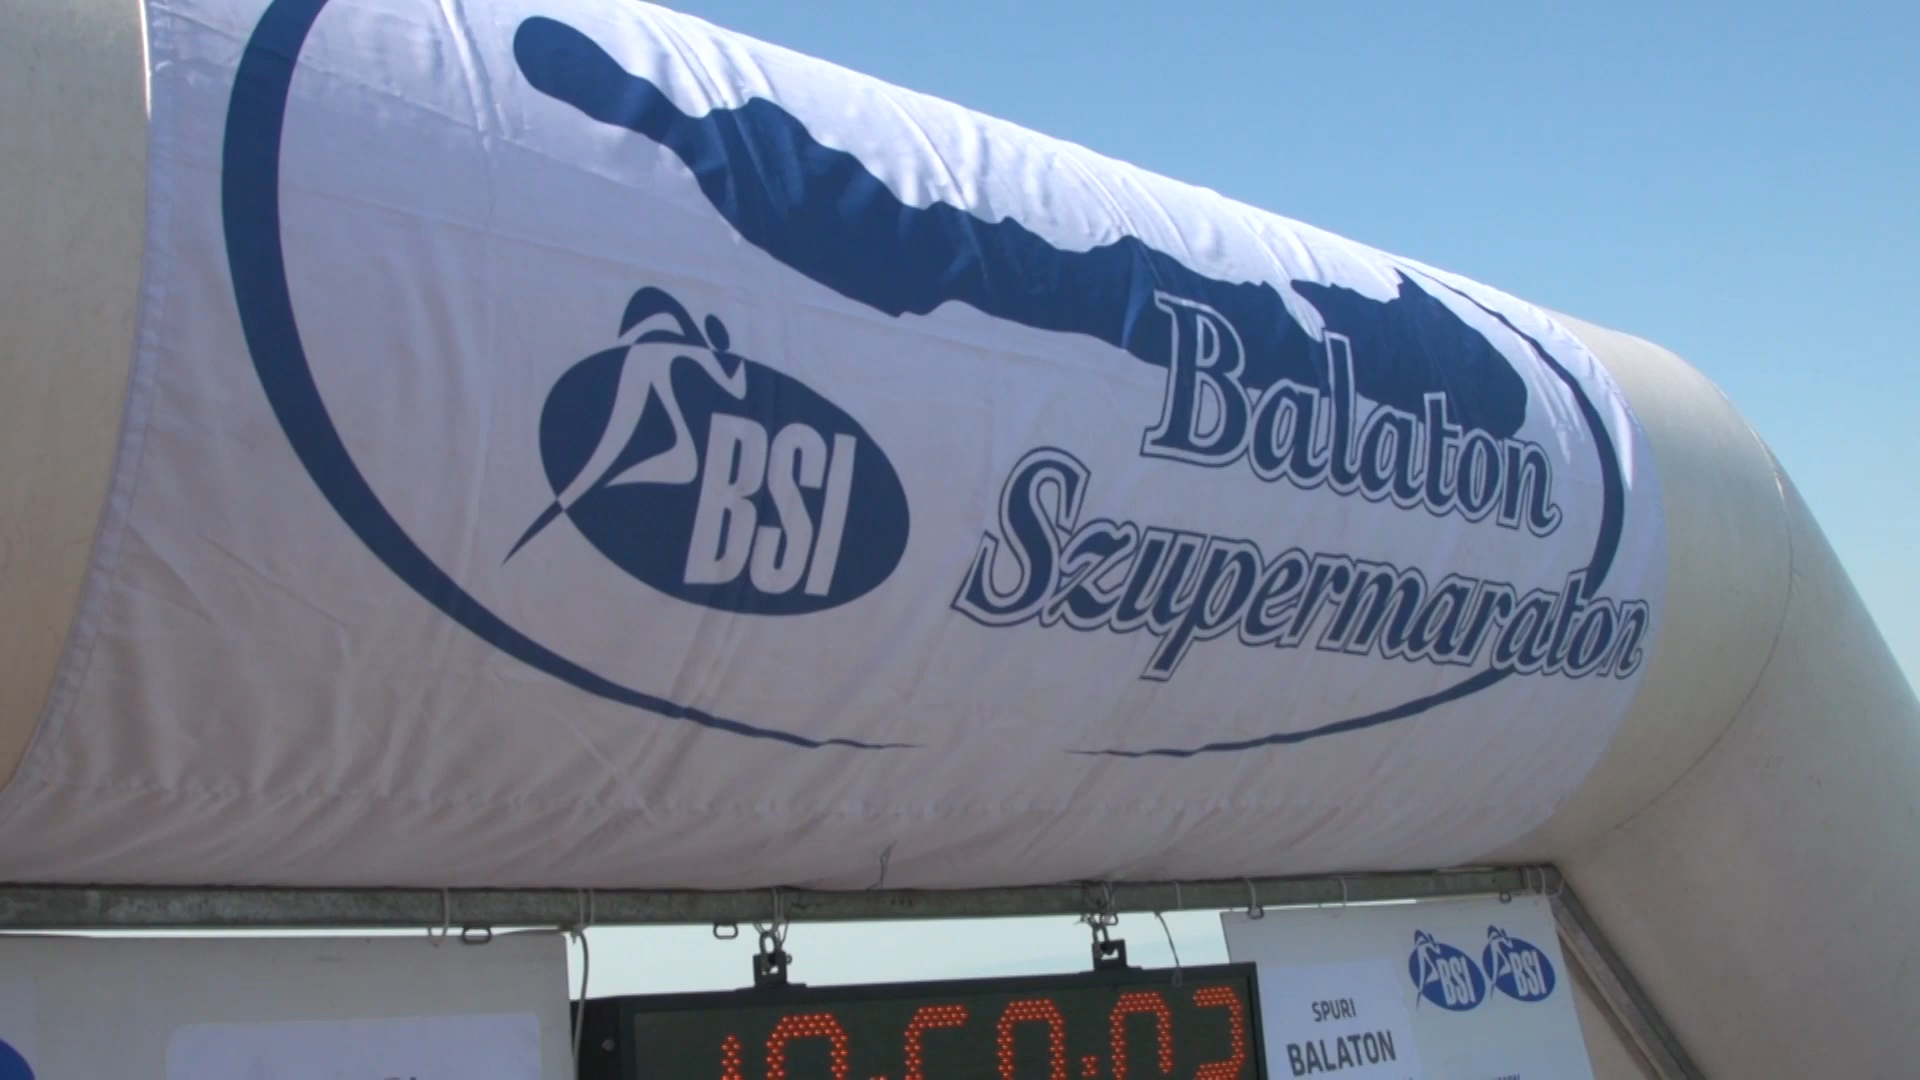 BSI
Balaton
Szupermaraton
BSI BSI
SPURI
BALATON